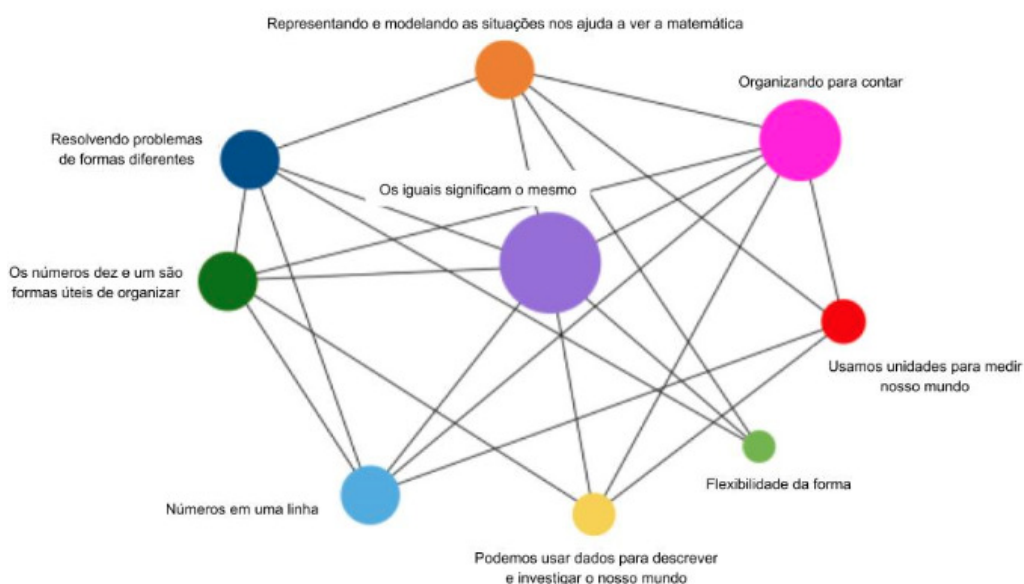 Representando e modelando as situações nos ajuda a ver a matemática
Organizando para contar
Resolvendo problemas
de formas diferentes
Os iguais significam o mesmo
Os números dez e um são
formas úteis de organizar
Usamos unidades para medir
nosso mundo
Flexibilidade da forma
Números em uma linha
Podemos usar dados para descrever
e investigar o nosso mundo